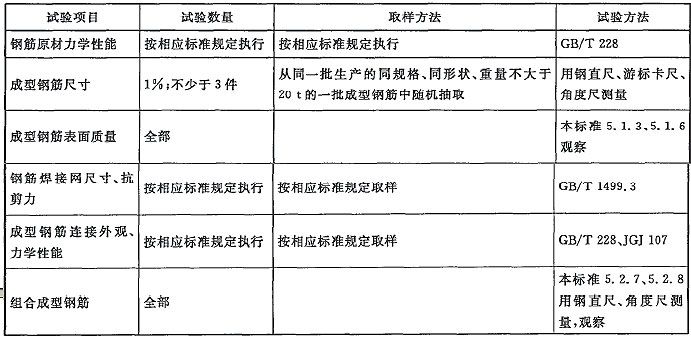 试验项目 试验数量 取样方法 试验方法
钢筋原材力学性能 按相应标准规定执行 按相应标准规定执行 GB/T 228
成型钢筋尺寸 1%;不少于3件 从同一批生产的同规格、同形状、重量不大于
20 t的一批成型钢筋中随机抽取 用钢直尺、游标卡尺、
角度尺测量
成型钢筋表面质量 全部 本标准5.1.3、5.1.6
观察
钢筋焊接网尺寸、抗
剪力 按相应标准规定执行 按相应标准规定取样 GB/T 1499.3
成型钢筋连接外观、
力学性能 按相应标准规定执行 按相应标准规定取样 GB/T 228、JGJ 107
组合成型钢筋 全部 本标准5.2.7、5.2.8
用钢直尺、角度尺测
量,观察